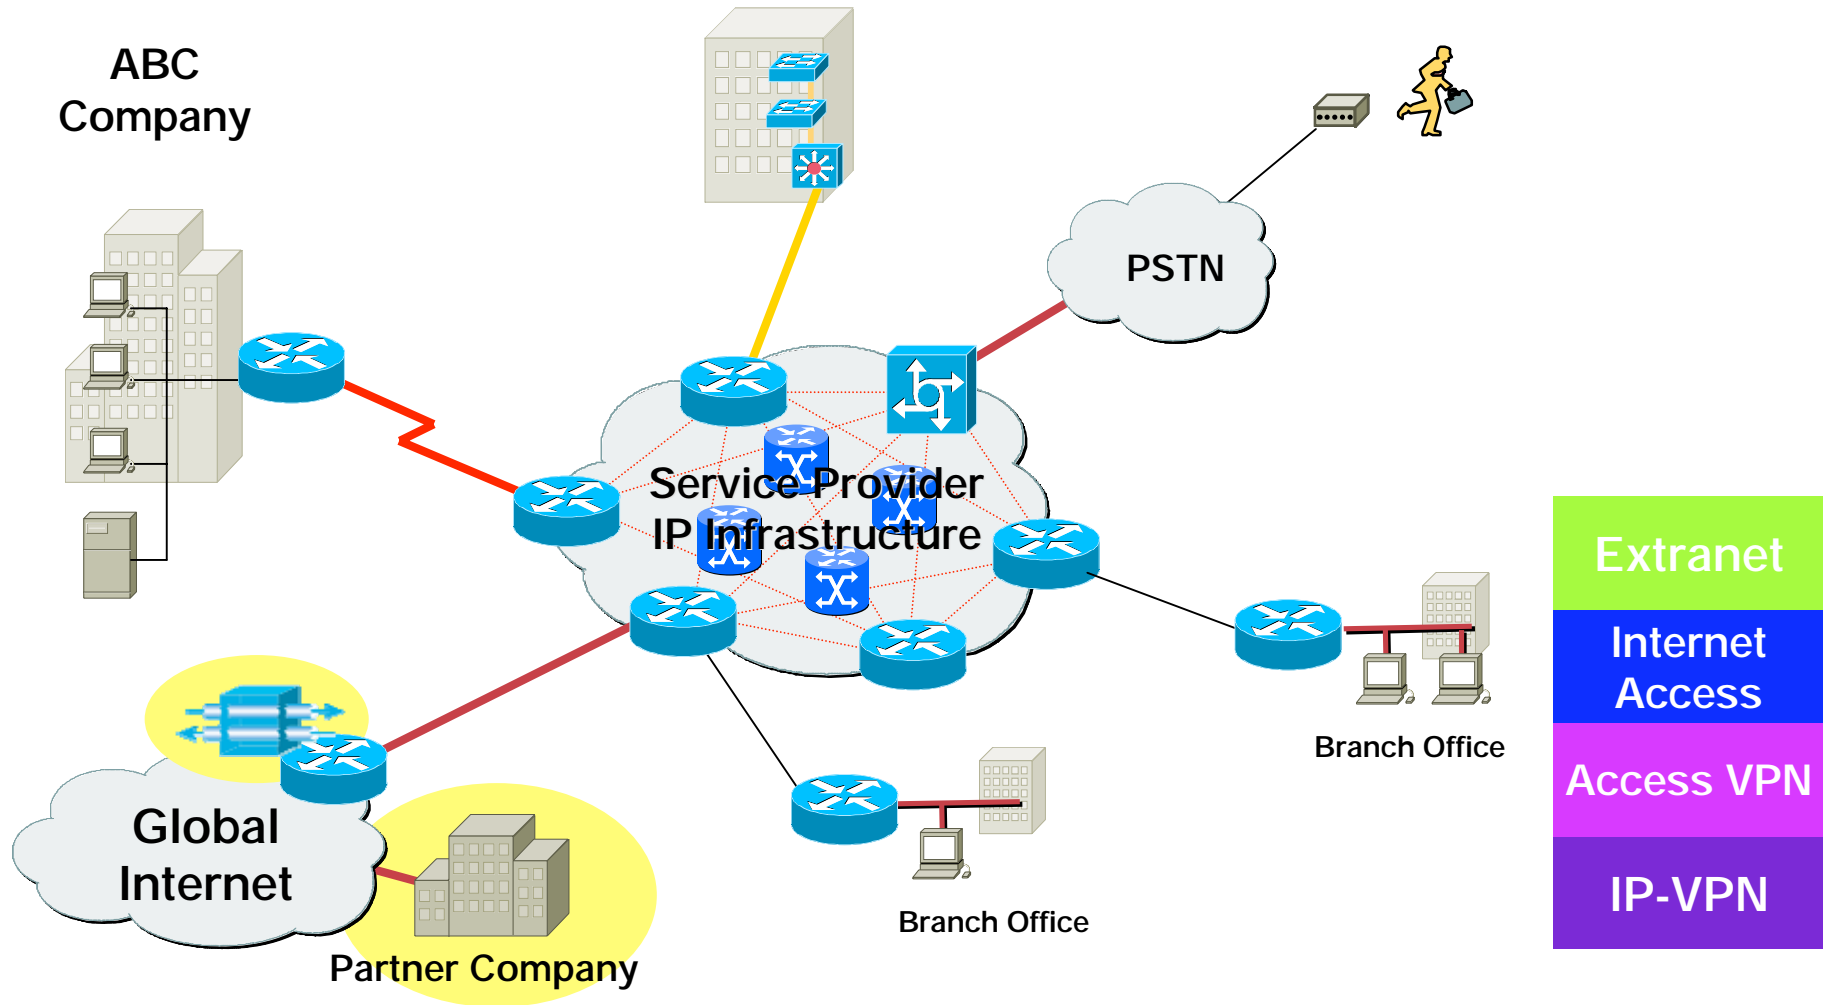 ABC
Company
PSTN
Service Provider
IP Infrastructure
Extranet
Internet
Access
Access VPN
IP-VPN
Branch Office
Global
Internet
Branch Office
Partner Company